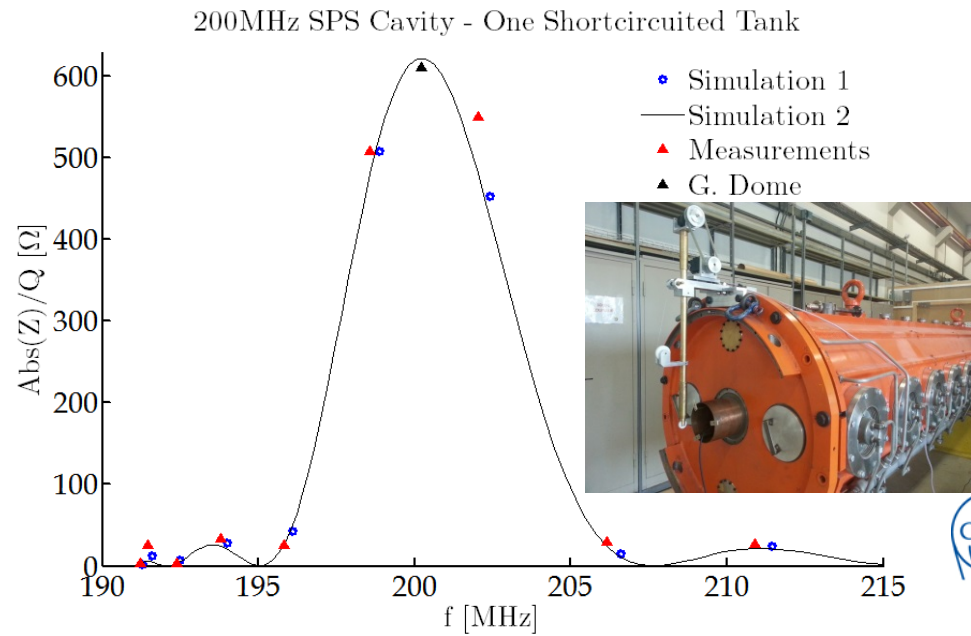 200MHz SPS Cavity - One Shortcircuited Tank
Abs(Z)/Q [Ω]
600
500
400
300
200
100
0
Simulation 1
Simulation 2
Measurements
G. Dome
190
195
200
205
210
215
f [MHz]